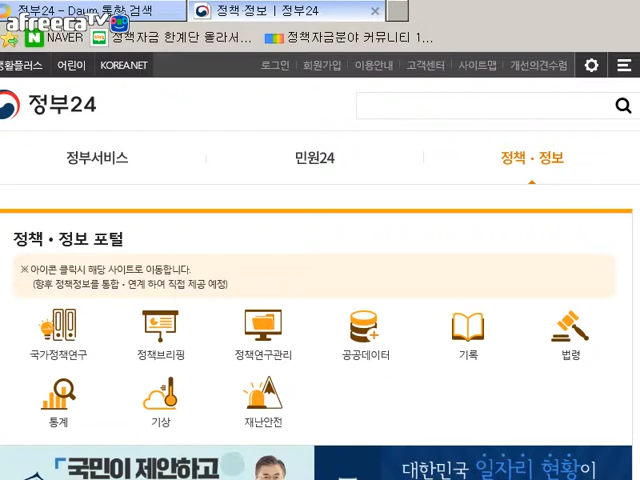 정부24 - Daum 통합 검색
정책·정보 | 정부24
afreecaTV
NAVER
정책자금 한계단 올라서...
정책자금분야 커뮤니티 1...
생활플러스 어린이 KOREA.NET
로그인 회원가입 이용안내 고객센터 사이트맵 개선의견수렴
정부24
정부서비스
민원24
정책·정보
정책·정보 포털
※ 아이콘 클릭시 해당 사이트로 이동합니다.
(향후 정책정보를 통합·연계 하여 직접 제공 예정)
국가정책연구 정책브리핑 정책연구관리 공공데이터 기록 법령
통계 기상 재난안전
「국민이 제안하고
대한민국 일자리 현황이